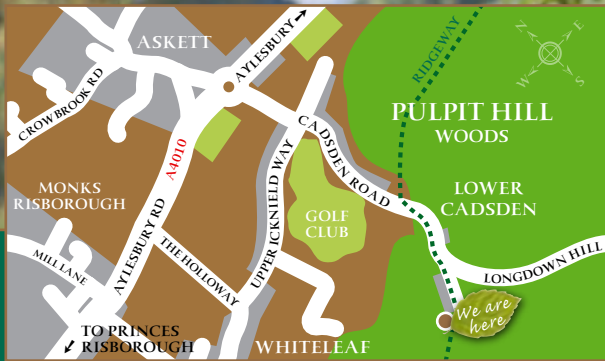 ASKETT
AYLESBURY
RIDGEWAY
N
E
W
S
CROWBROOK RD
PULPIT HILL
WOODS
CADSDEN ROAD
A4010
MONKS
RISBOROUGH
UPPER ICKNIELD WAY
LOWER
CADSDEN
GOLF
CLUB
AYLESBURY RD
THE HOLLOWAY
MILL LANE
LONGDOWN HILL
We are
here
TO PRINCES
RISBOROUGH
WHITELEAF